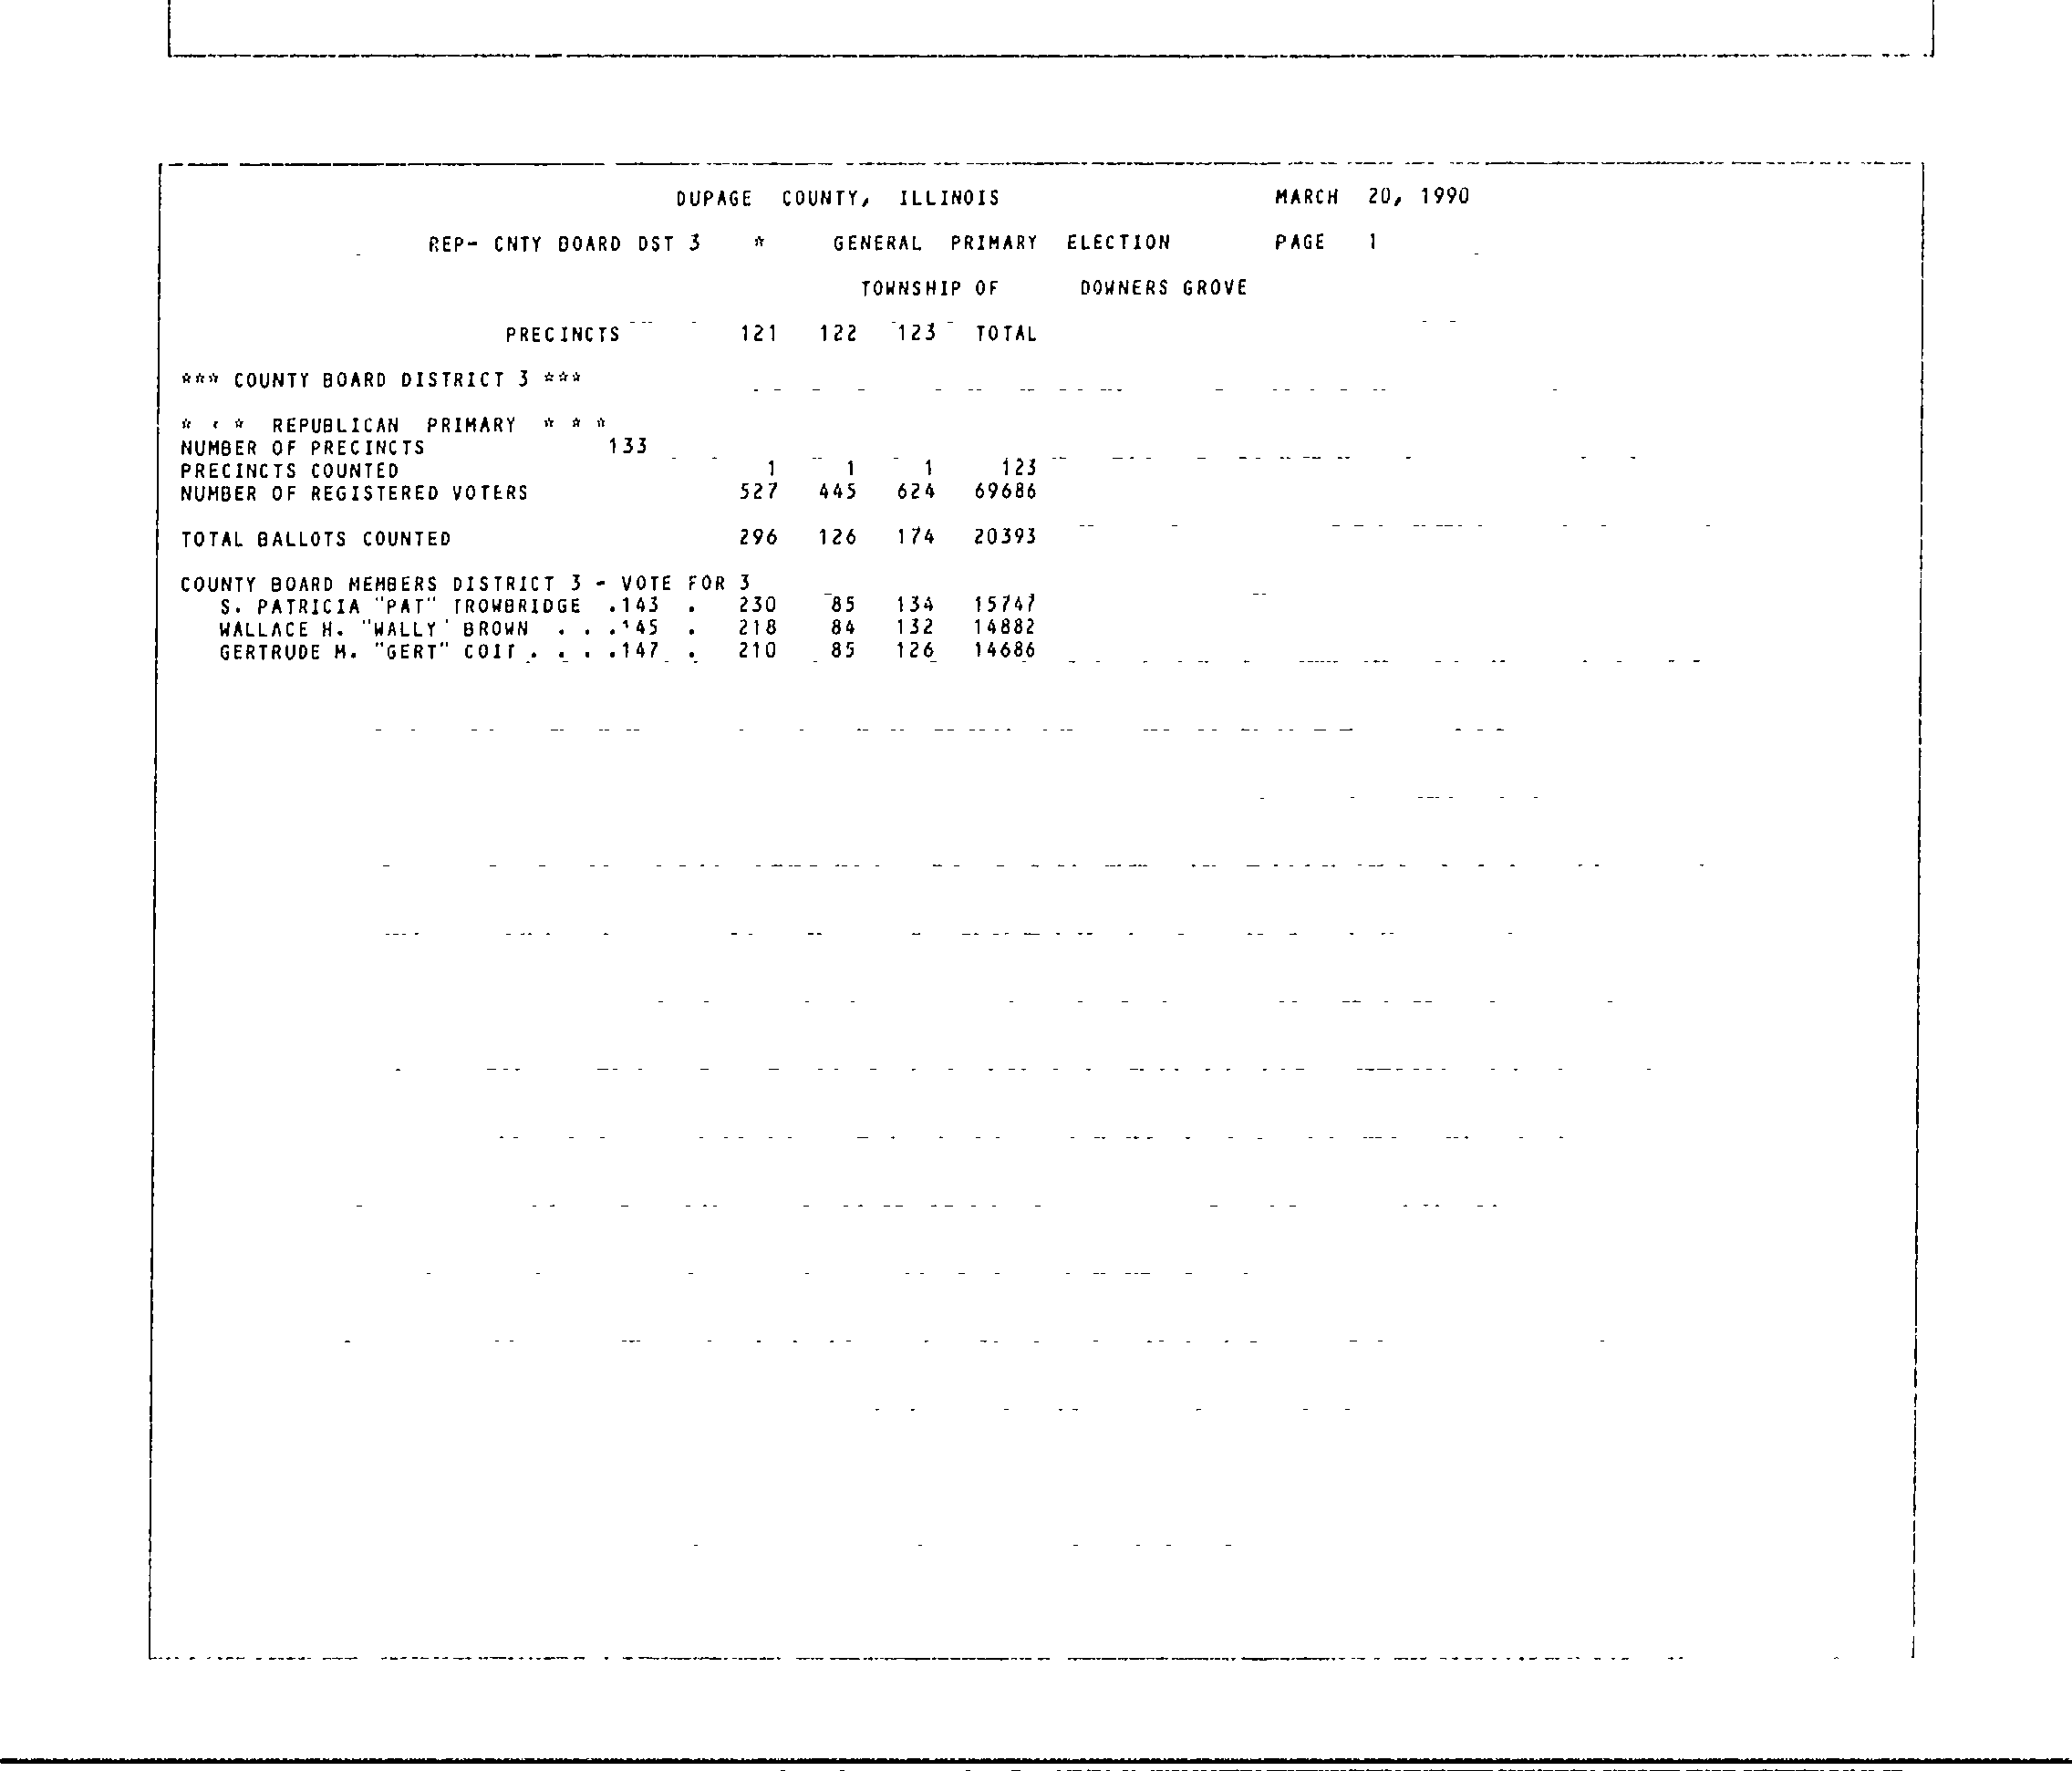 DUPAGE COUNTY, ILLINOIS MARCH 20, 1990
REP- CNTY BOARD DST 3 * GENERAL PRIMARY ELECTION PAGE 1
TOWNSHIP OF DOWNERS GROVE
PRECINCTS 121 122 123 TOTAL
*** COUNTY BOARD DISTRICT 3 ***
* * * REPUBLICAN PRIMARY * * *
NUMBER OF PRECINCTS 133
PRECINCTS COUNTED 1 1 1 123
NUMBER OF REGISTERED VOTERS 527 445 624 69686
TOTAL BALLOTS COUNTED 296 126 174 20393
COUNTY BOARD MEMBERS DISTRICT 3 - VOTE FOR 3
S. PATRICIA "PAT" TROWBRIDGE .143 . 230 85 134 15747
WALLACE H. "WALLY" BROWN . . .145 . 218 84 132 14882
GERTRUDE M. "GERT" COIT . . . .147 . 210 85 126 14686